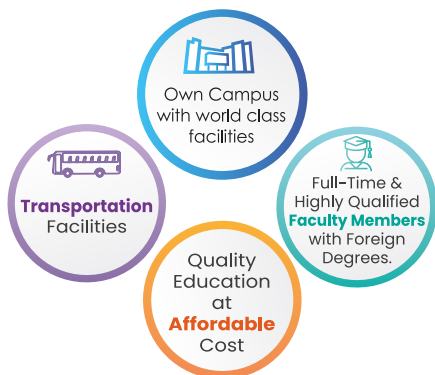 Own Campus
with world class
facilities
Transportation
Facilities
Full-Time &
Highly Qualified
Faculty Members
with Foreign
Degrees.
Quality
Education
at
Affordable
Cost